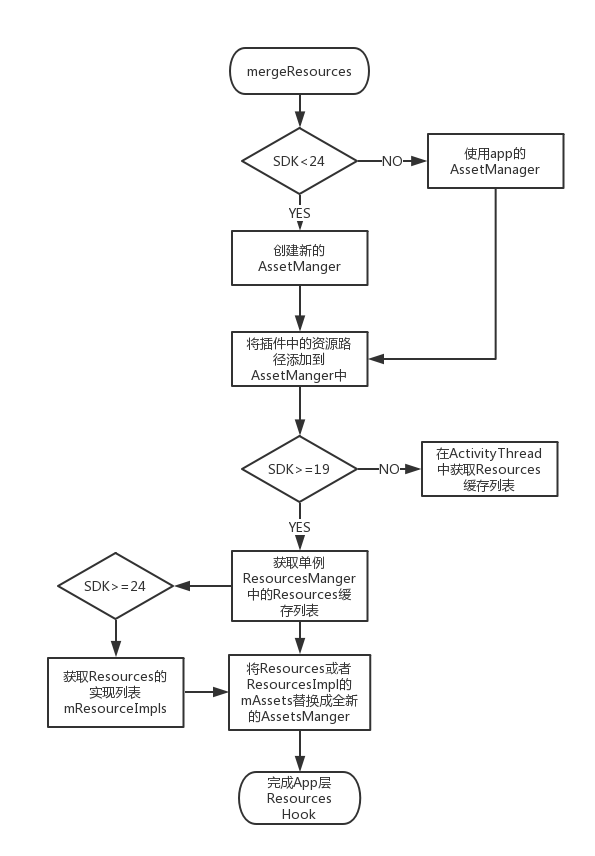 mergeResources
SDK<24
NO
使用app的
AssetManager
YES
创建新的
AssetManger
将插件中的资源路
径添加到
AssetManger中
SDK>=19
NO
在ActivityThread
中获取Resources
缓存列表
YES
获取单例
ResourcesManger
中的Resources缓
存列表
SDK>=24
获取Resources的
实现列表
mResourceImpls
将Resources或者
ResourcesImpl的
mAssets替换成全新
的AssetsManger
完成App层
Resources
Hook